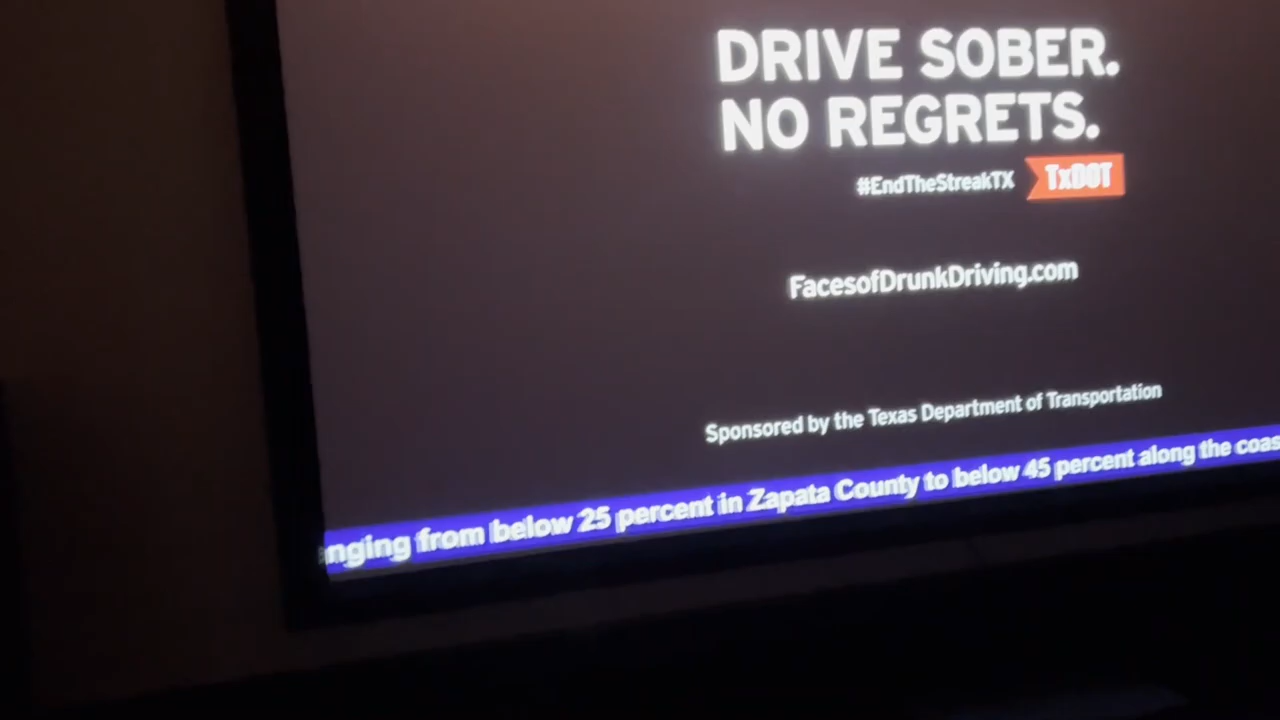 DRIVE SOBER.
NO REGRETS.
#EndTheStreakTX TxDOT
FacesofDrunkDriving.com
Sponsored by the Texas Department of Transportation
nging from below 25 percent in Zapata County to below 45 percent along the coas